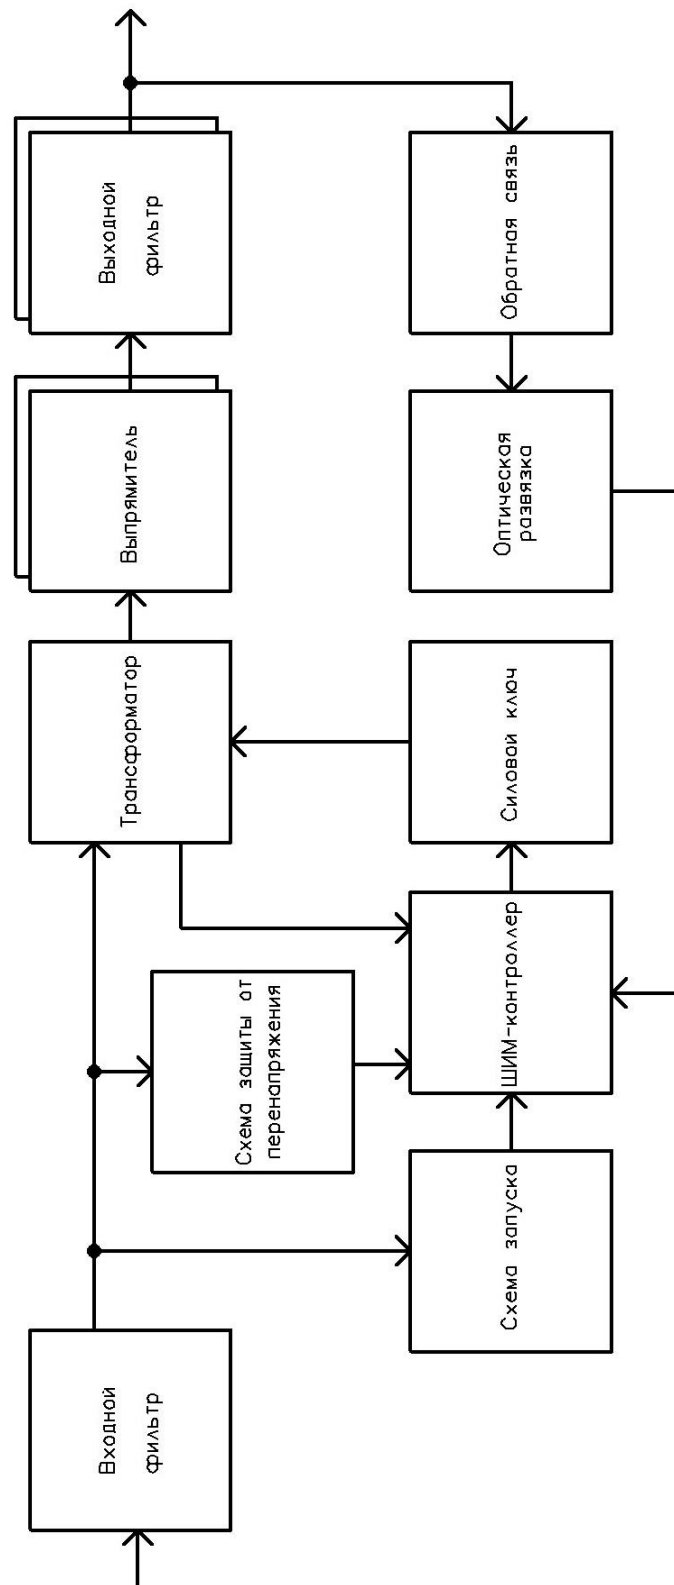 Входной
фильтр
Схема запуска
Схема защиты от
перенапряжения
ШИМ-контроллер
Трансформатор
Силовой ключ
Выпрямитель
Оптическая
развязка
Выходной
фильтр
Обратная связь